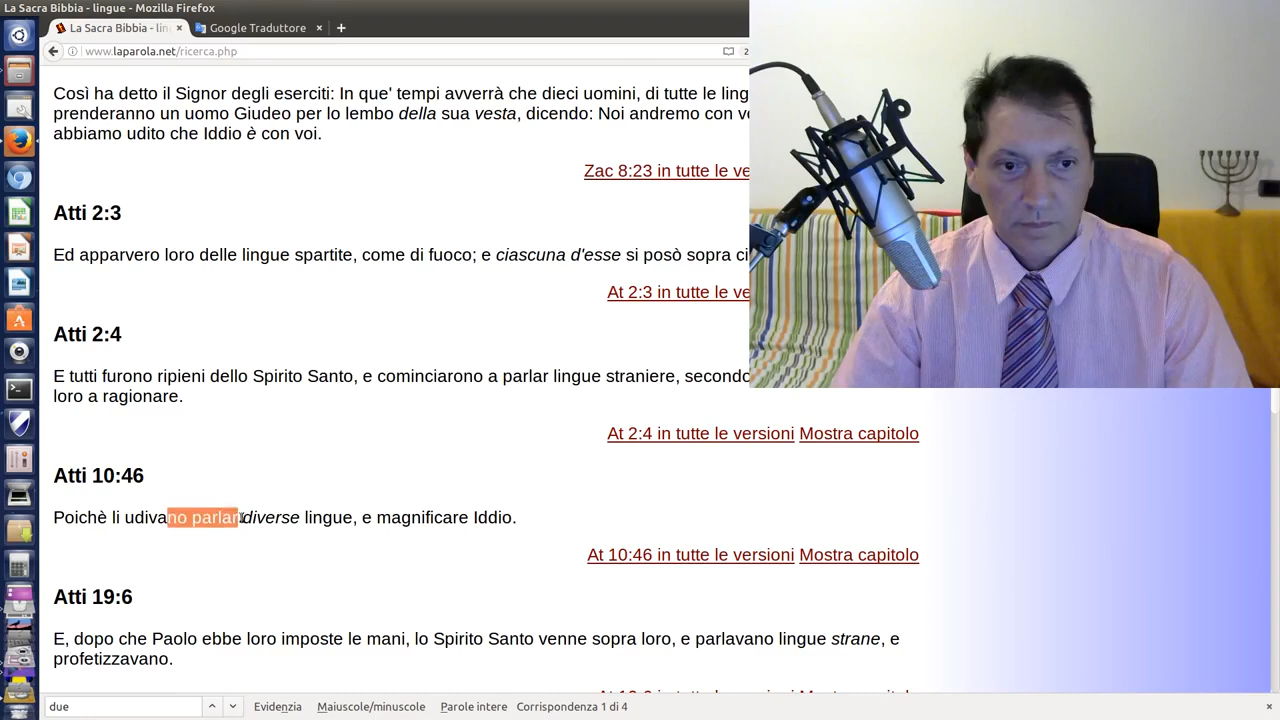 La Sacra Bibbia - lingue - Mozilla Firefox
La Sacra Bibbia - lin × Google Traduttore × +
www.laparola.net/ricerca.php
Così ha detto il Signor degli eserciti: In que' tempi avverrà che dieci uomini, di tutte le ling
prenderanno un uomo Giudeo per lo lembo della sua vesta, dicendo: Noi andremo con vo
abbiamo udito che Iddio è con voi.
Zac 8:23 in tutte le ve
Atti 2:3
Ed apparvero loro delle lingue spartite, come di fuoco; e ciascuna d'esse si posò sopra ci
At 2:3 in tutte le ve
Atti 2:4
E tutti furono ripieni dello Spirito Santo, e cominciarono a parlar lingue straniere, secondo
loro a ragionare.
At 2:4 in tutte le versioni Mostra capitolo
Atti 10:46
Poichè li udivano parlar diverse lingue, e magnificare Iddio.
At 10:46 in tutte le versioni Mostra capitolo
Atti 19:6
E, dopo che Paolo ebbe loro imposte le mani, lo Spirito Santo venne sopra loro, e parlavano lingue strane, e
profetizzavano.
due Evidenzia Maiuscole/minuscole Parole intere Corrispondenza 1 di 4 ×